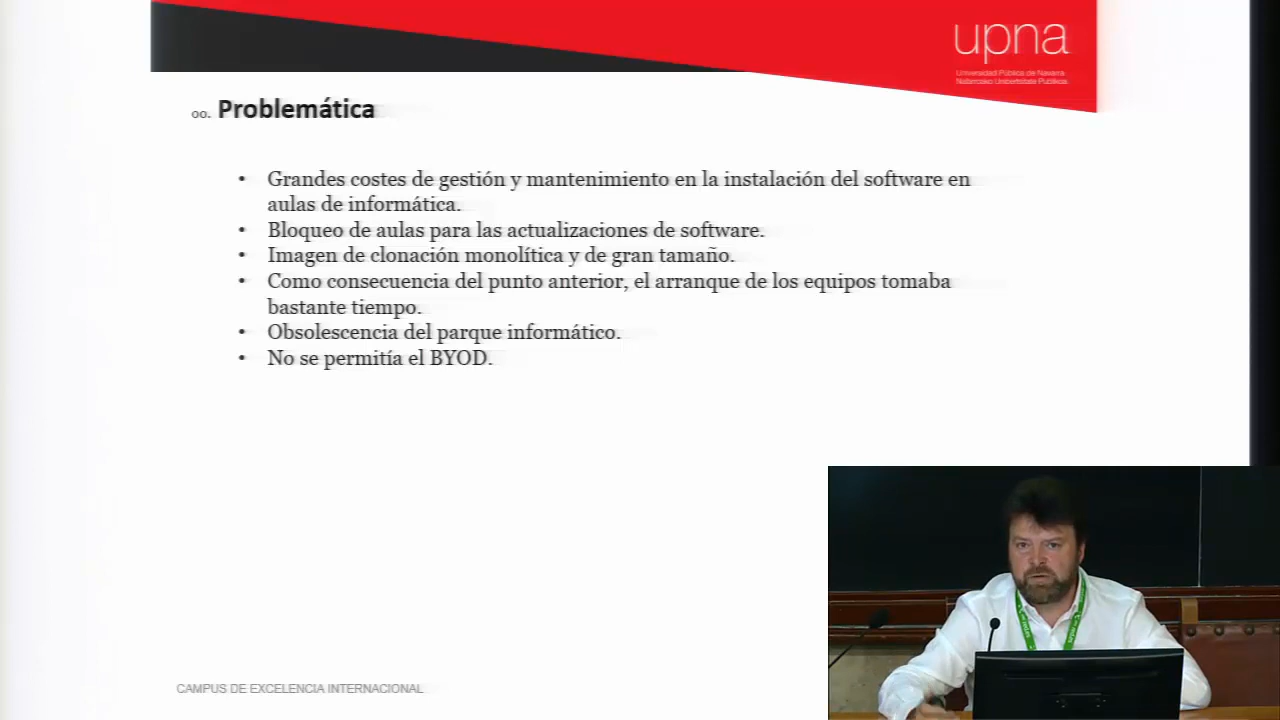 upna
Universidad Pública de Navarra
Nafarroako Unibertsitate Publikoa
00. Problemática
• Grandes costes de gestión y mantenimiento en la instalación del software en
aulas de informática.
• Bloqueo de aulas para las actualizaciones de software.
• Imagen de clonación monolítica y de gran tamaño.
• Como consecuencia del punto anterior, el arranque de los equipos tomaba
bastante tiempo.
• Obsolescencia del parque informático.
• No se permitía el BYOD.
CAMPUS DE EXCELENCIA INTERNACIONAL